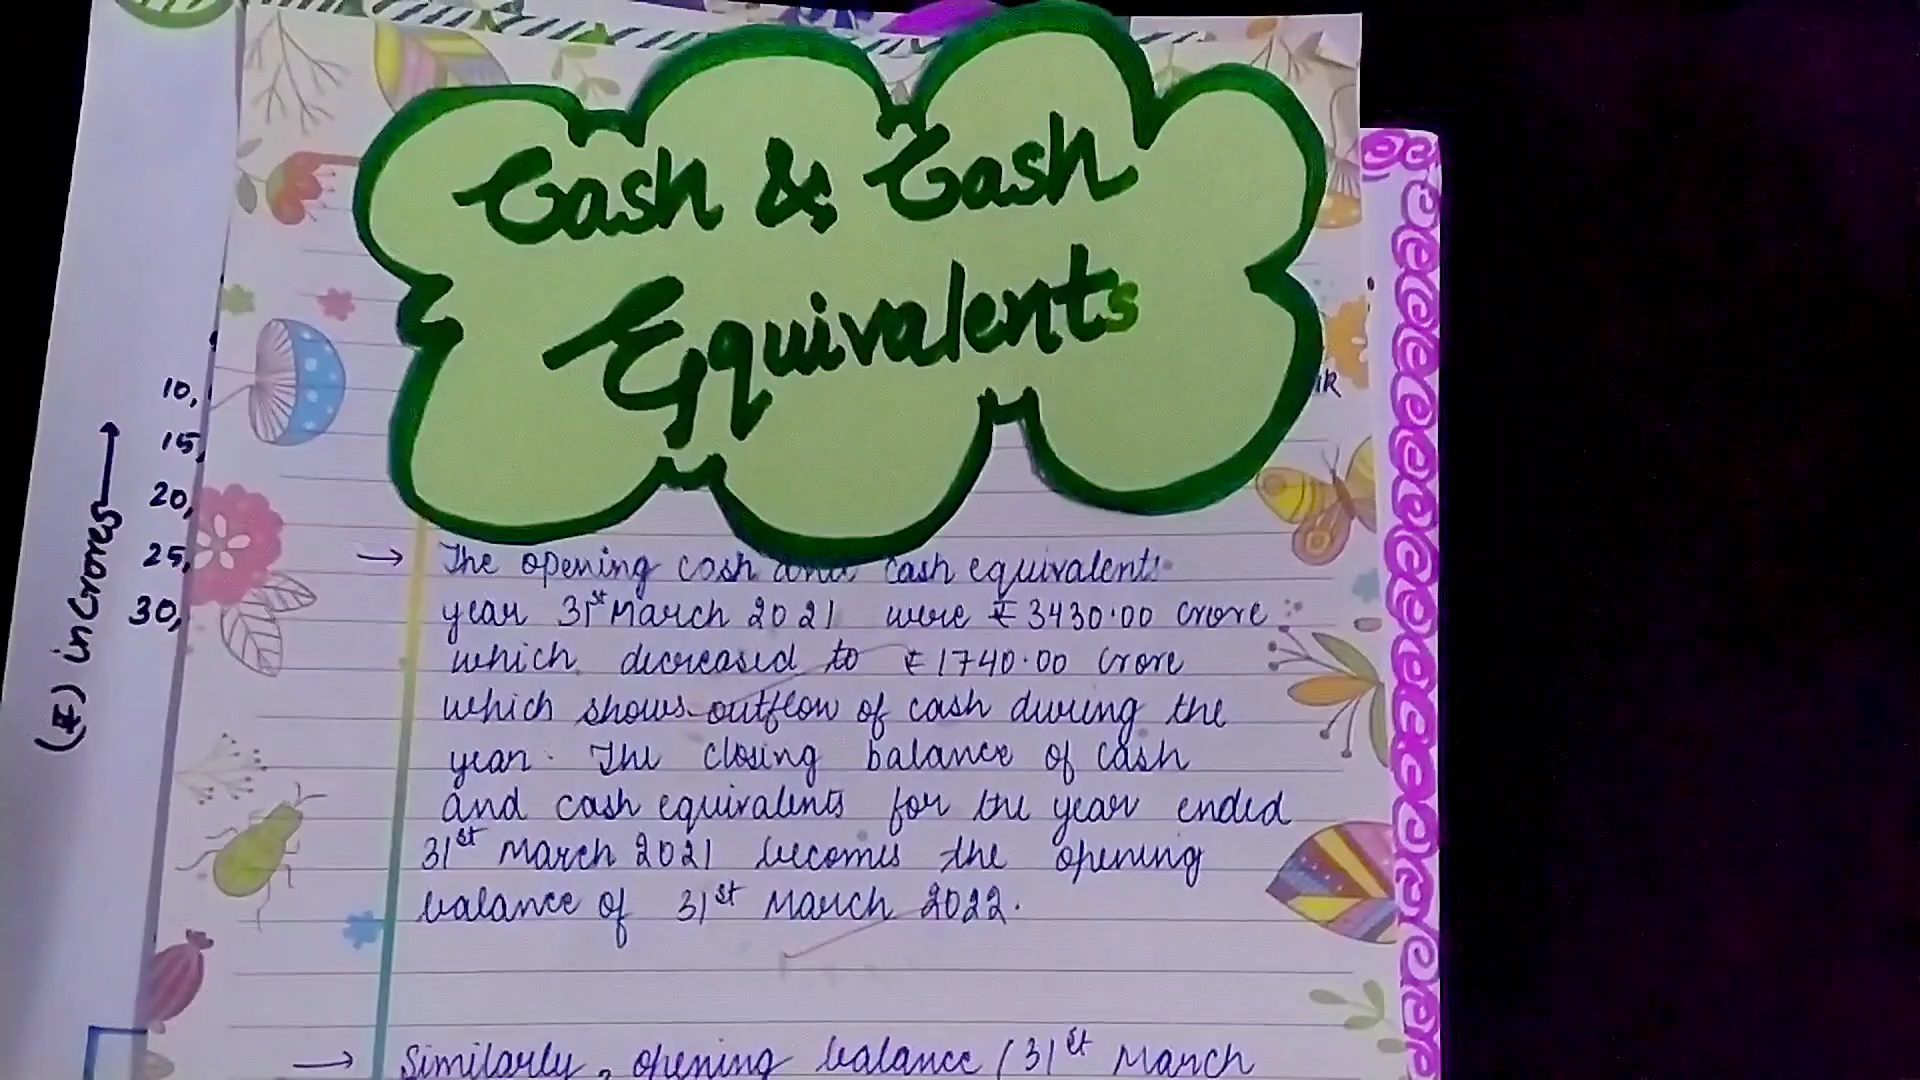 Cash & Cash
Equivalents
10,
15,
20,
25,
30,
(₹) in Crores
→ The opening cash and cash equivalents
year 31st March 2021 were ₹ 3430.00 crore
which decreased to ₹ 1740.00 crore
which shows outflow of cash during the
year. The closing balance of cash
and cash equivalents for the year ended
31st March 2021 becomes the opening
balance of 31st March 2022.
→ Similarly, opening balance (31st March